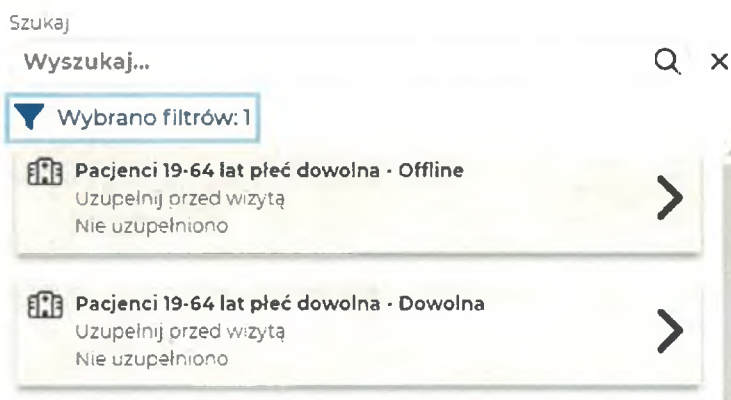 Szukaj
Wyszukaj...
Wybrano filtrów: 1
Pacjenci 19-64 lat płeć dowolna - Offline
Uzupełnij przed wizytą
Nie uzupełniono
Pacjenci 19-64 lat płeć dowolna - Dowolna
Uzupełnij przed wizytą
Nie uzupełniono